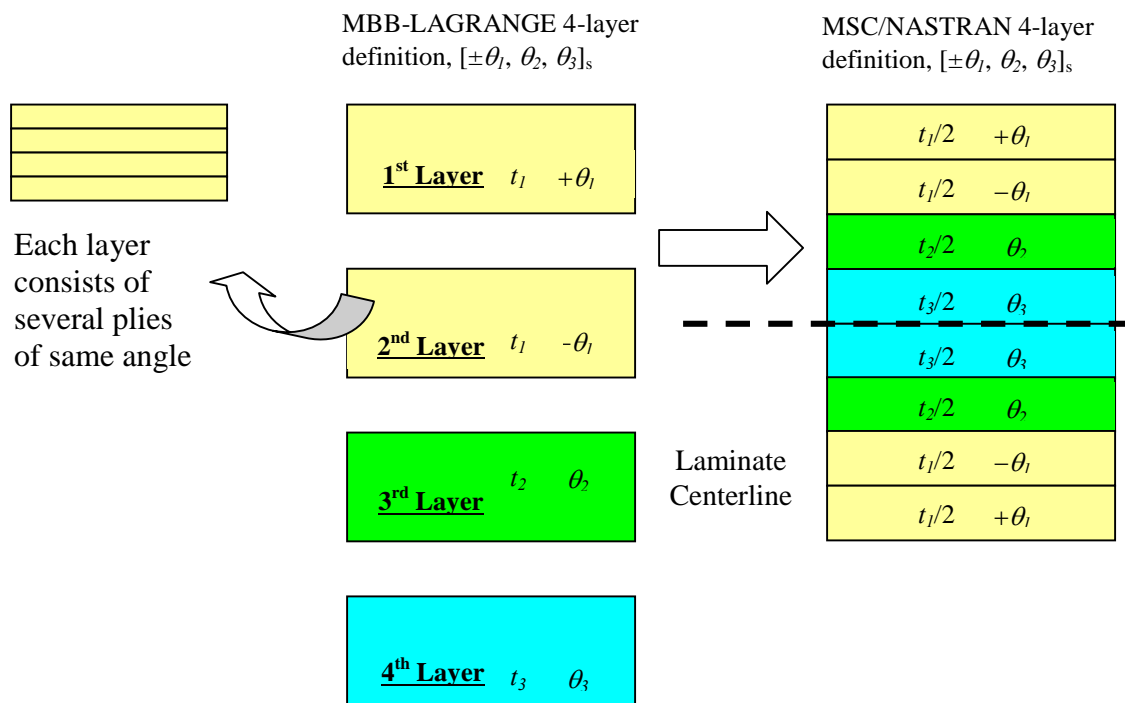 MBB-LAGRANGE 4-layer
definition, [±θ1, θ2, θ3]s
MSC/NASTRAN 4-layer
definition, [±θ1, θ2, θ3]s
Each layer
consists of
several plies
of same angle
1st Layer t1 +θ1
2nd Layer t1 -θ1
3rd Layer t2 θ2
4th Layer t3 θ3
Laminate
Centerline
t1/2 +θ1
t1/2 −θ1
t2/2 θ2
t3/2 θ3
t3/2 θ3
t2/2 θ2
t1/2 −θ1
t1/2 +θ1